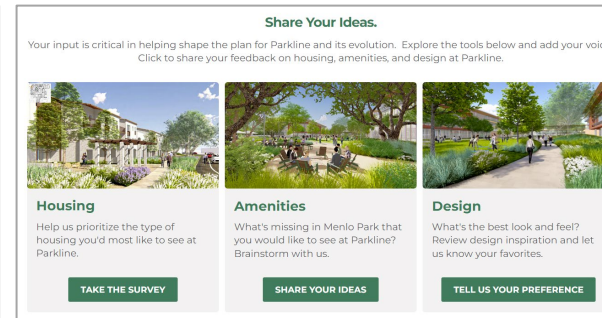 Share Your Ideas.
Your input is critical in helping shape the plan for Parkline and its evolution. Explore the tools below and add your
Click to share your feedback on housing, amenities, and design at Parkline.
Housing
Help us prioritize the type of
housing you'd most like to see at
Parkline.
TAKE THE SURVEY
Amenities
What's missing in Menlo Park that
you would like to see at Parkline?
Brainstorm with us.
SHARE YOUR IDEAS
Design
What's the best look and feel?
Review design inspiration and let
us know your favorites.
TELL US YOUR PREFERENCE